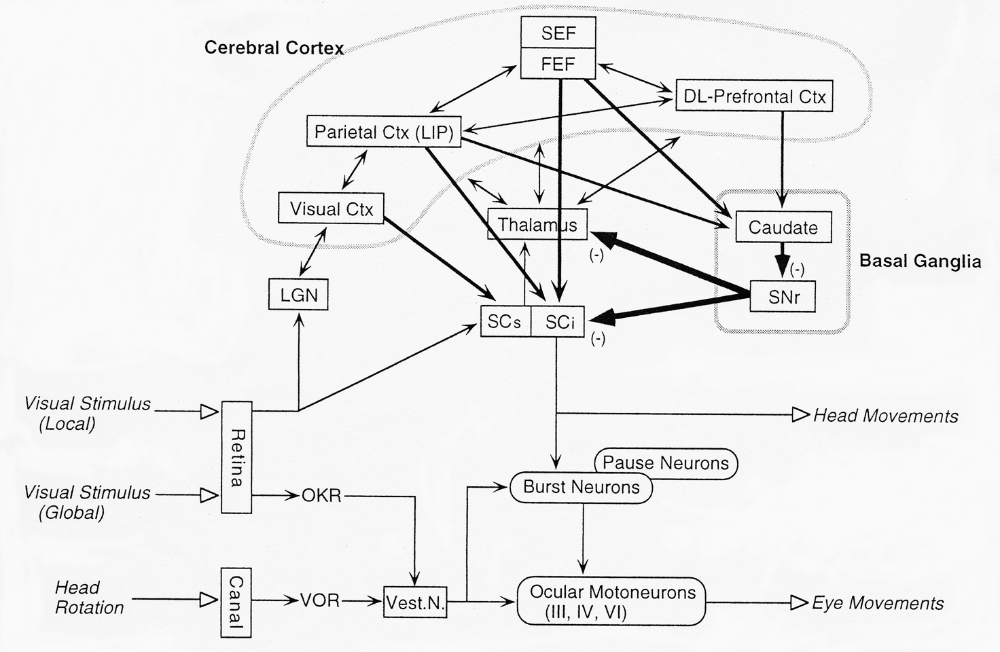 SEF
Cerebral Cortex
FEF
DL-Prefrontal Ctx
Parietal Ctx (LIP)
Visual Ctx
Thalamus
Caudate
(-)
Basal Ganglia
(-)
LGN
SNr
SCs
SCi
(-)
Visual Stimulus
(Local)
Head Movements
Retina
Pause Neurons
Burst Neurons
Visual Stimulus
(Global)
OKR
Head
Rotation
Canal
VOR
Vest.N.
Ocular Motoneurons
(III, IV, VI)
Eye Movements